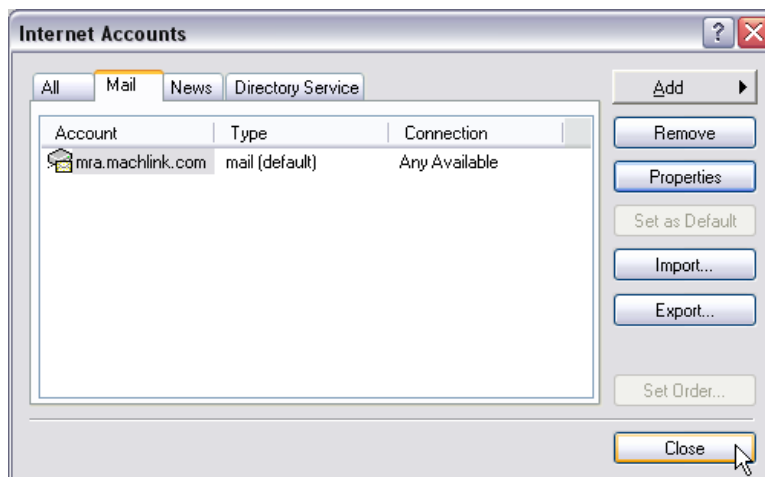 Internet Accounts
?
All Mail News Directory Service
Account Type Connection
mra.machlink.com mail (default) Any Available
Add
Remove
Properties
Set as Default
Import...
Export...
Set Order...
Close